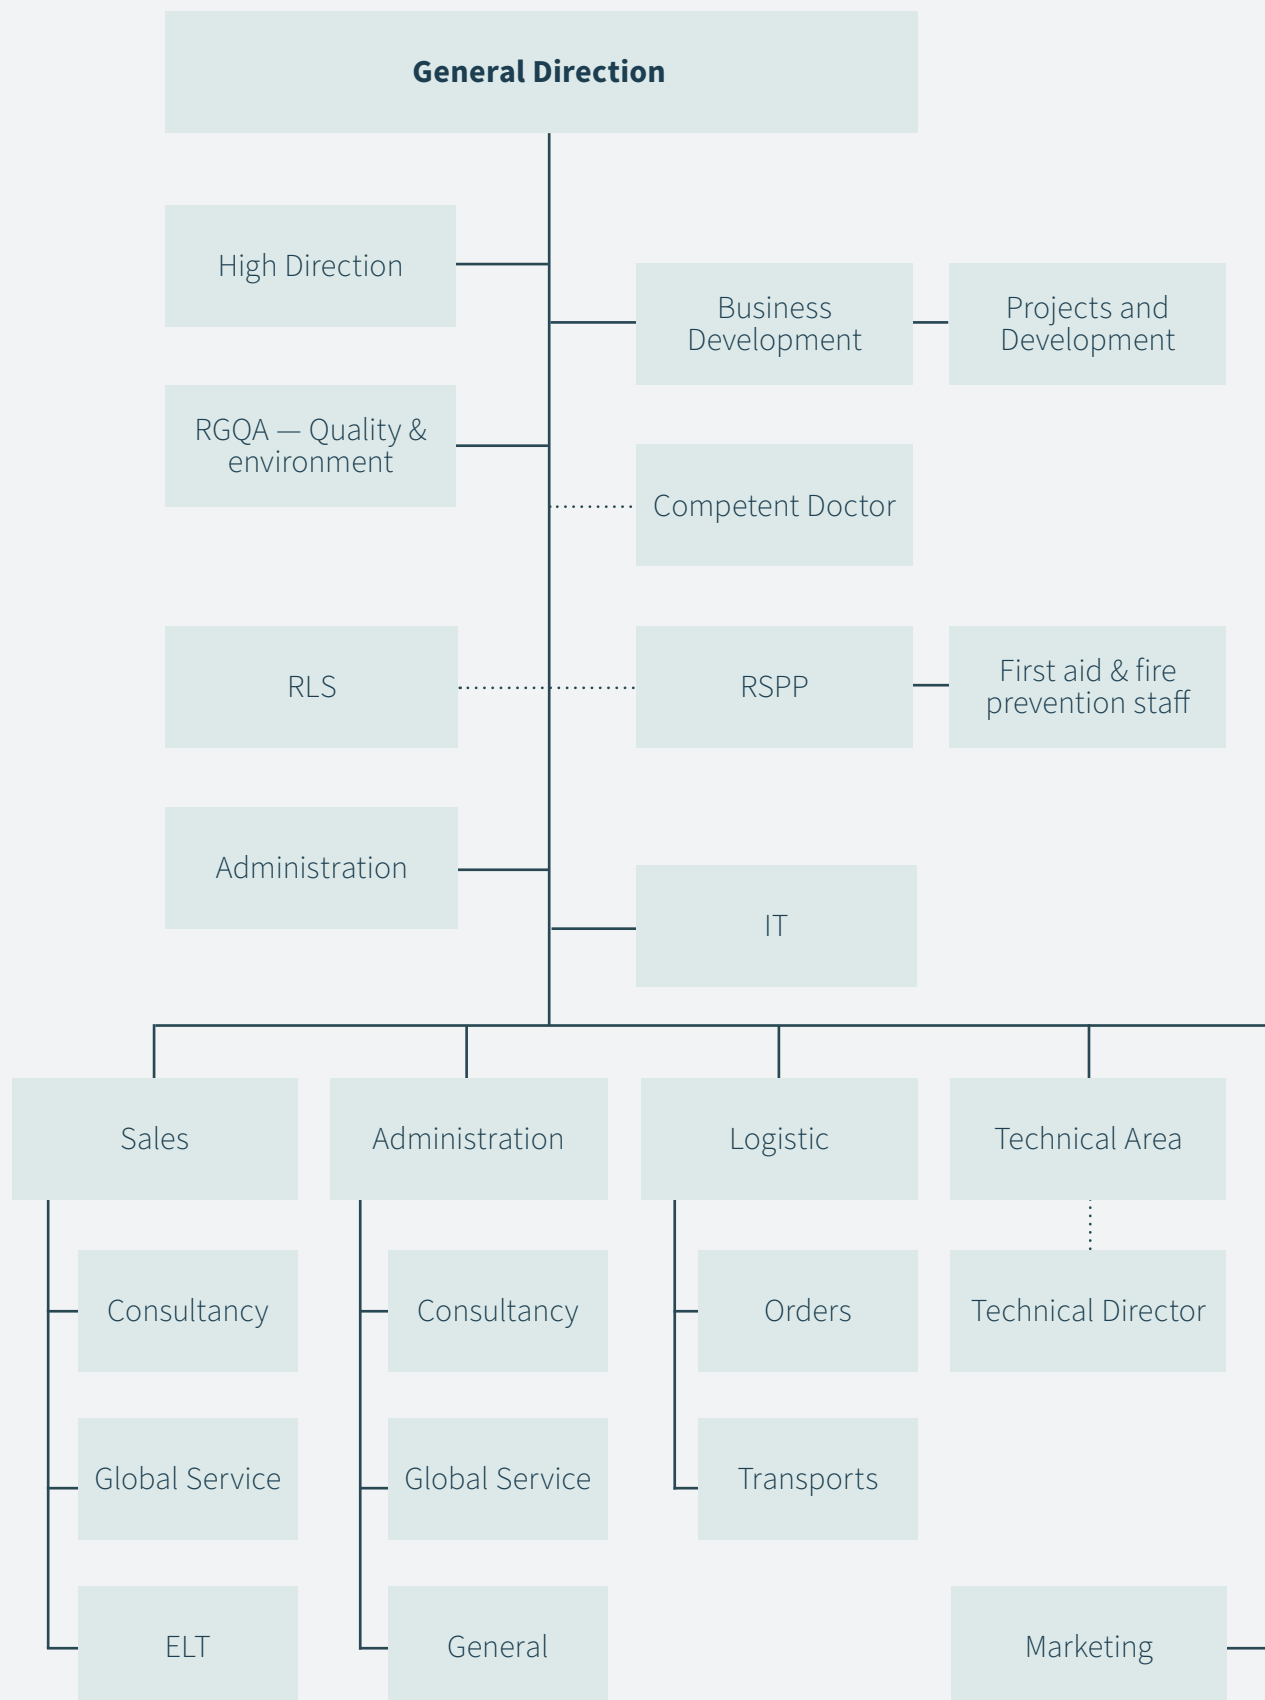 General Direction
High Direction
Business
Development
Projects and
Development
RGQA — Quality &
environment
Competent Doctor
RLS
RSPP
First aid & fire
prevention staff
Administration
IT
Sales
Administration
Logistic
Technical Area
Consultancy
Consultancy
Orders
Technical Director
Global Service
Global Service
Transports
ELT
General
Marketing